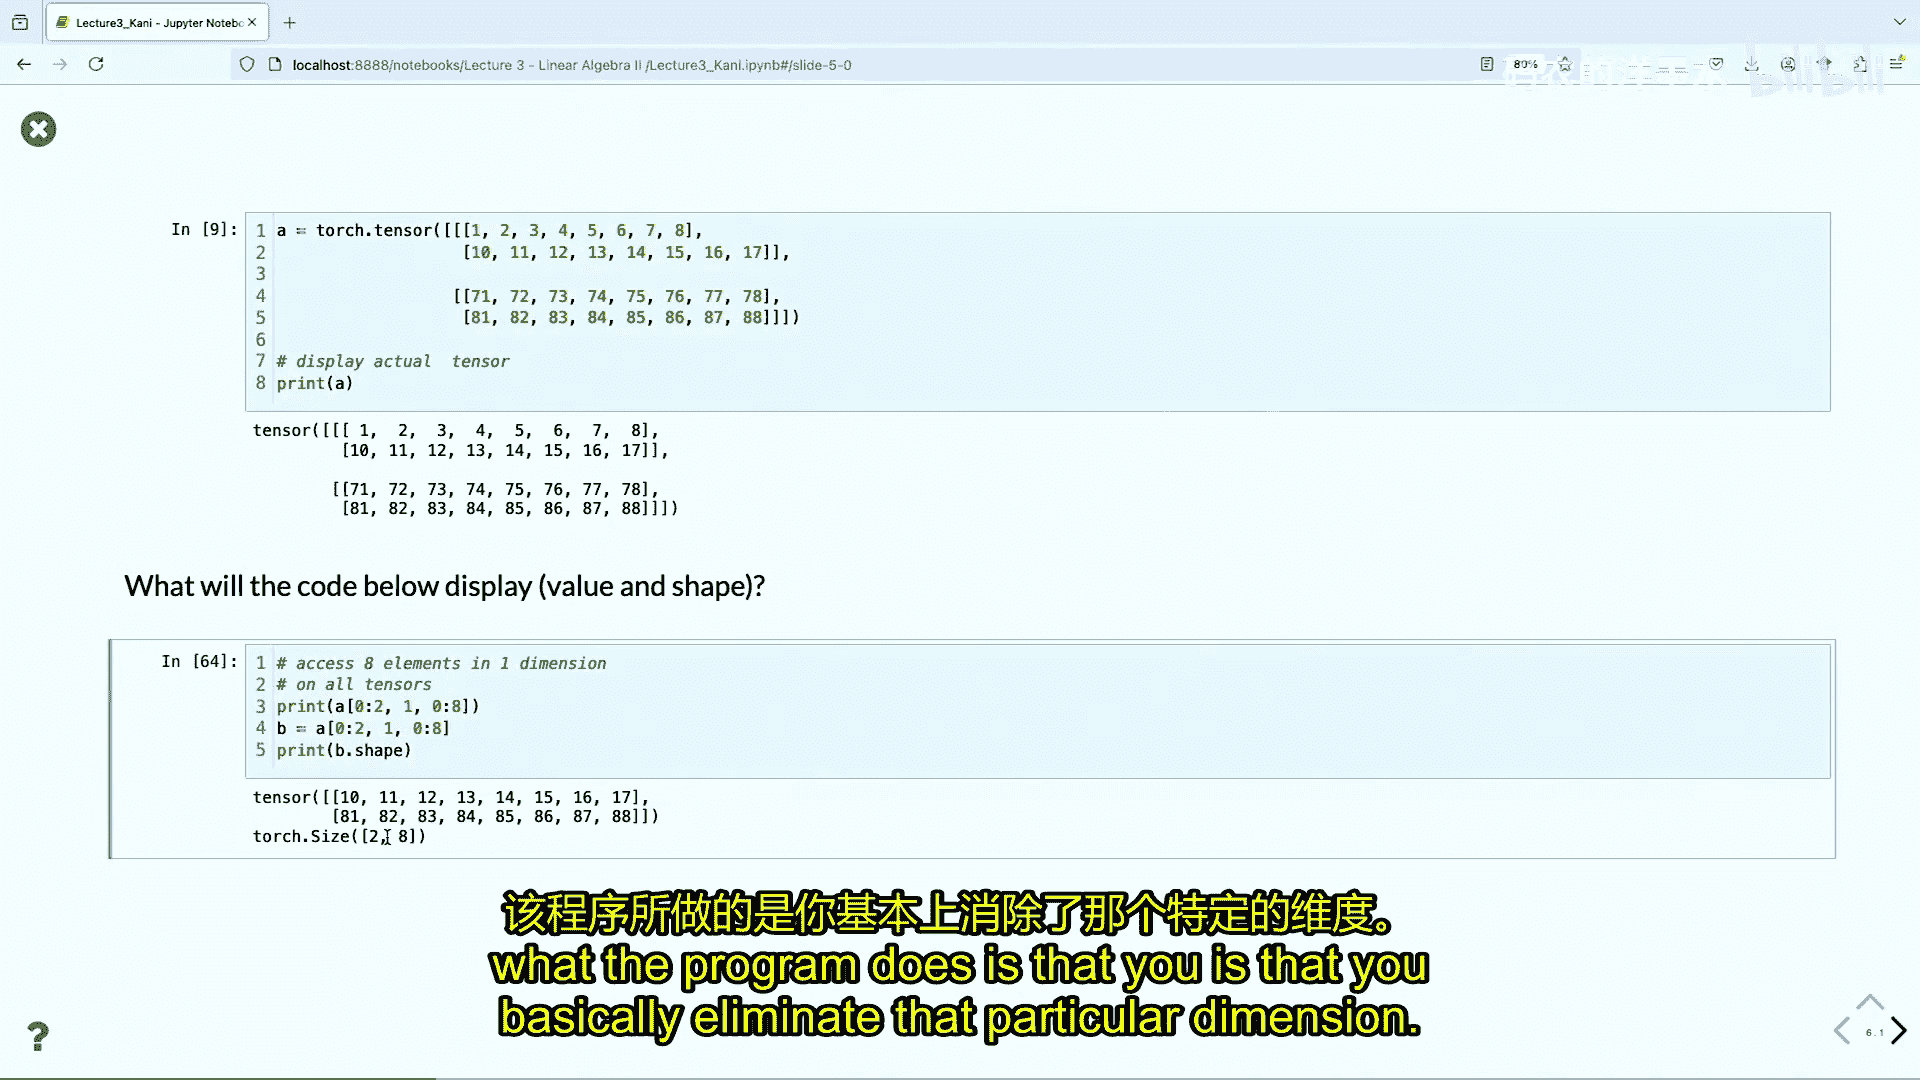 Lecture3_Kani - Jupyter Notebo
localhost:8888/notebooks/Lecture 3 - Linear Algebra II /Lecture3_Kani.ipynb#/slide-5-0
80%
bilibili
In [9]:
1 a = torch.tensor([[[1, 2, 3, 4, 5, 6, 7, 8],
2 [10, 11, 12, 13, 14, 15, 16, 17]],
3
4 [[71, 72, 73, 74, 75, 76, 77, 78],
5 [81, 82, 83, 84, 85, 86, 87, 88]]])
6
7 # display actual  tensor
8 print(a)
tensor([[[ 1,  2,  3,  4,  5,  6,  7,  8],
[10, 11, 12, 13, 14, 15, 16, 17]],
[[71, 72, 73, 74, 75, 76, 77, 78],
[81, 82, 83, 84, 85, 86, 87, 88]]])
What will the code below display (value and shape)?
In [64]:
1 # access 8 elements in 1 dimension
2 # on all tensors
3 print(a[0:2, 1, 0:8])
4 b = a[0:2, 1, 0:8]
5 print(b.shape)
tensor([[10, 11, 12, 13, 14, 15, 16, 17],
[81, 82, 83, 84, 85, 86, 87, 88]])
torch.Size([2, 8])
该程序所做的是你基本上消除了那个特定的维度。
what the program does is that you is that you
basically eliminate that particular dimension.
?
6.1